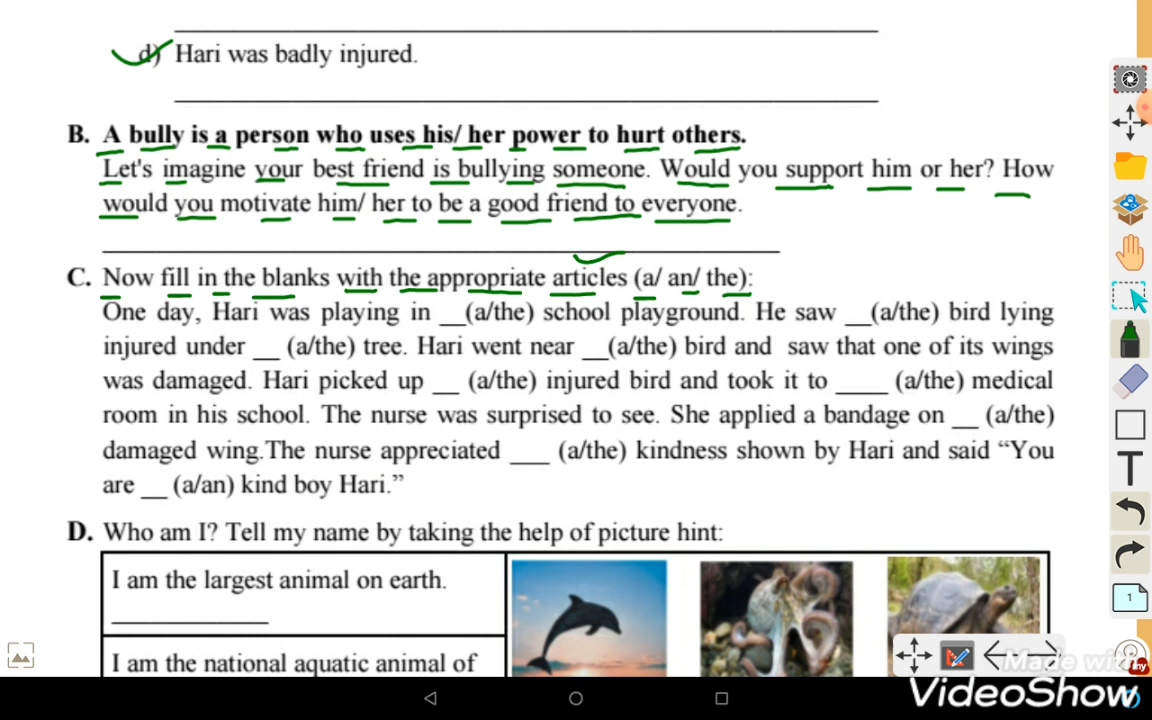 d) Hari was badly injured.
B. A bully is a person who uses his/ her power to hurt others.
Let's imagine your best friend is bullying someone. Would you support him or her? How
would you motivate him/ her to be a good friend to everyone.
C. Now fill in the blanks with the appropriate articles (a/ an/ the):
One day, Hari was playing in __(a/the) school playground. He saw __(a/the) bird lying
injured under __ (a/the) tree. Hari went near __(a/the) bird and saw that one of its wings
was damaged. Hari picked up __ (a/the) injured bird and took it to ____ (a/the) medical
room in his school. The nurse was surprised to see. She applied a bandage on __ (a/the)
damaged wing.The nurse appreciated ___ (a/the) kindness shown by Hari and said “You
are __ (a/an) kind boy Hari.”
D. Who am I? Tell my name by taking the help of picture hint:
I am the largest animal on earth.
I am the national aquatic animal of
T
1
Made with
VideoShow